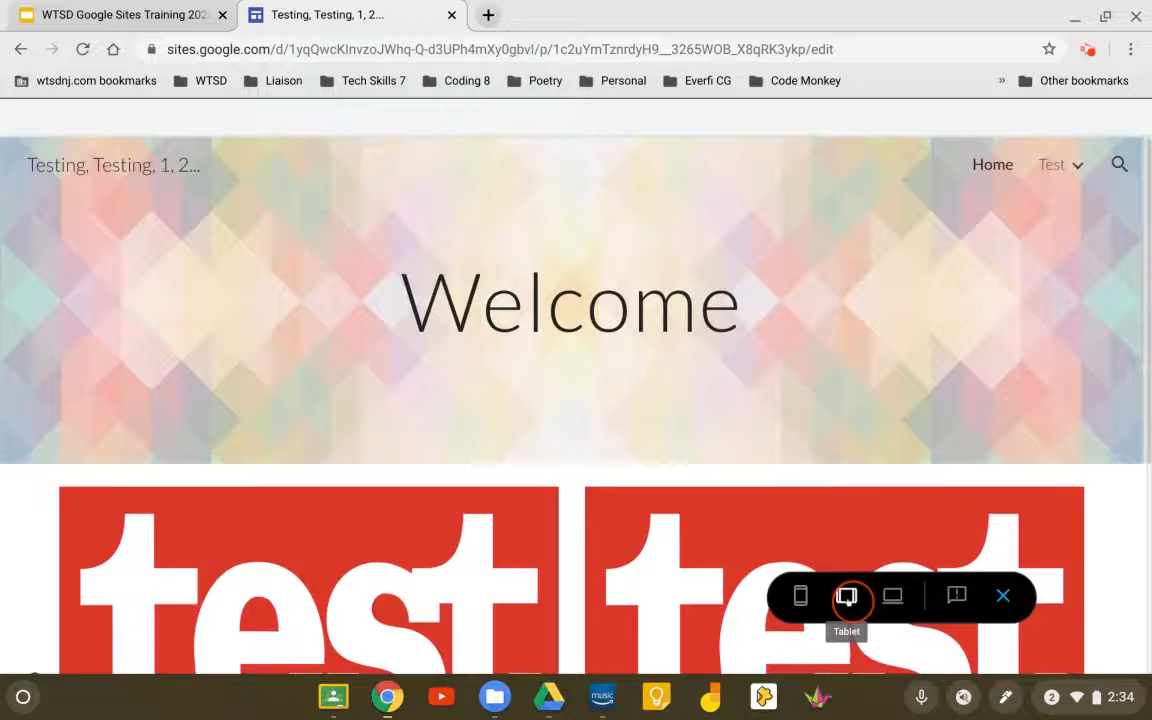 WTSD Google Sites Training 202
Testing, Testing, 1, 2...
sites.google.com/d/1yqQwcKlnvzoJWhq-Q-d3UPh4mXy0gbvl/p/1c2uYmTznrdyH9__3265WOB_X8qRK3ykp/edit
wtsdnj.com bookmarks WTSD Liaison Tech Skills 7 Coding 8 Poetry Personal Everfi CG Code Monkey » Other bookmarks
Testing, Testing, 1, 2... Home Test
Welcome
test test
Tablet
music
2 2:34